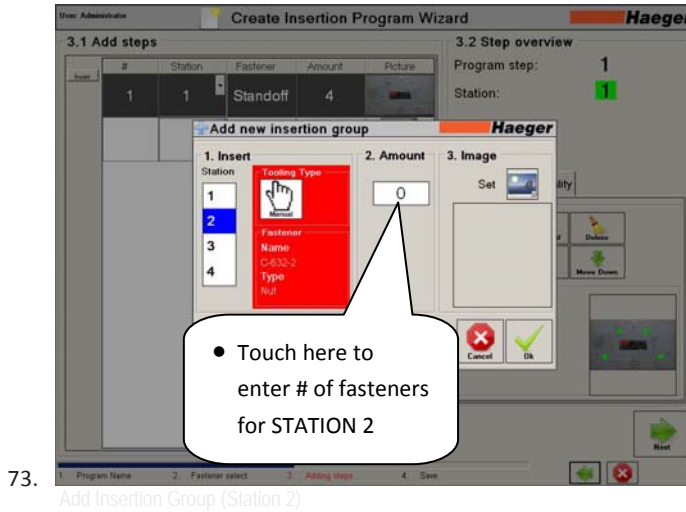 User: Administrator
Create Insertion Program Wizard
Haeger
3.1 Add steps
# Station Fastener Amount Picture
Insert
1 1 Standoff 4
3.2 Step overview
Program step: 1
Station: 1
Add new insertion group
Haeger
1. Insert
Station
1
2
3
4
Tooling Type
Manual
Fastener
Name
C-632-2
Type
Nut
2. Amount
0
3. Image
Set
Cancel
Ok
Delete
Move Down
• Touch here to
enter # of fasteners
for STATION 2
Next
1. Program Name 2. Fastener select 3. Adding steps 4. Save
73.
Add Insertion Group (Station 2)